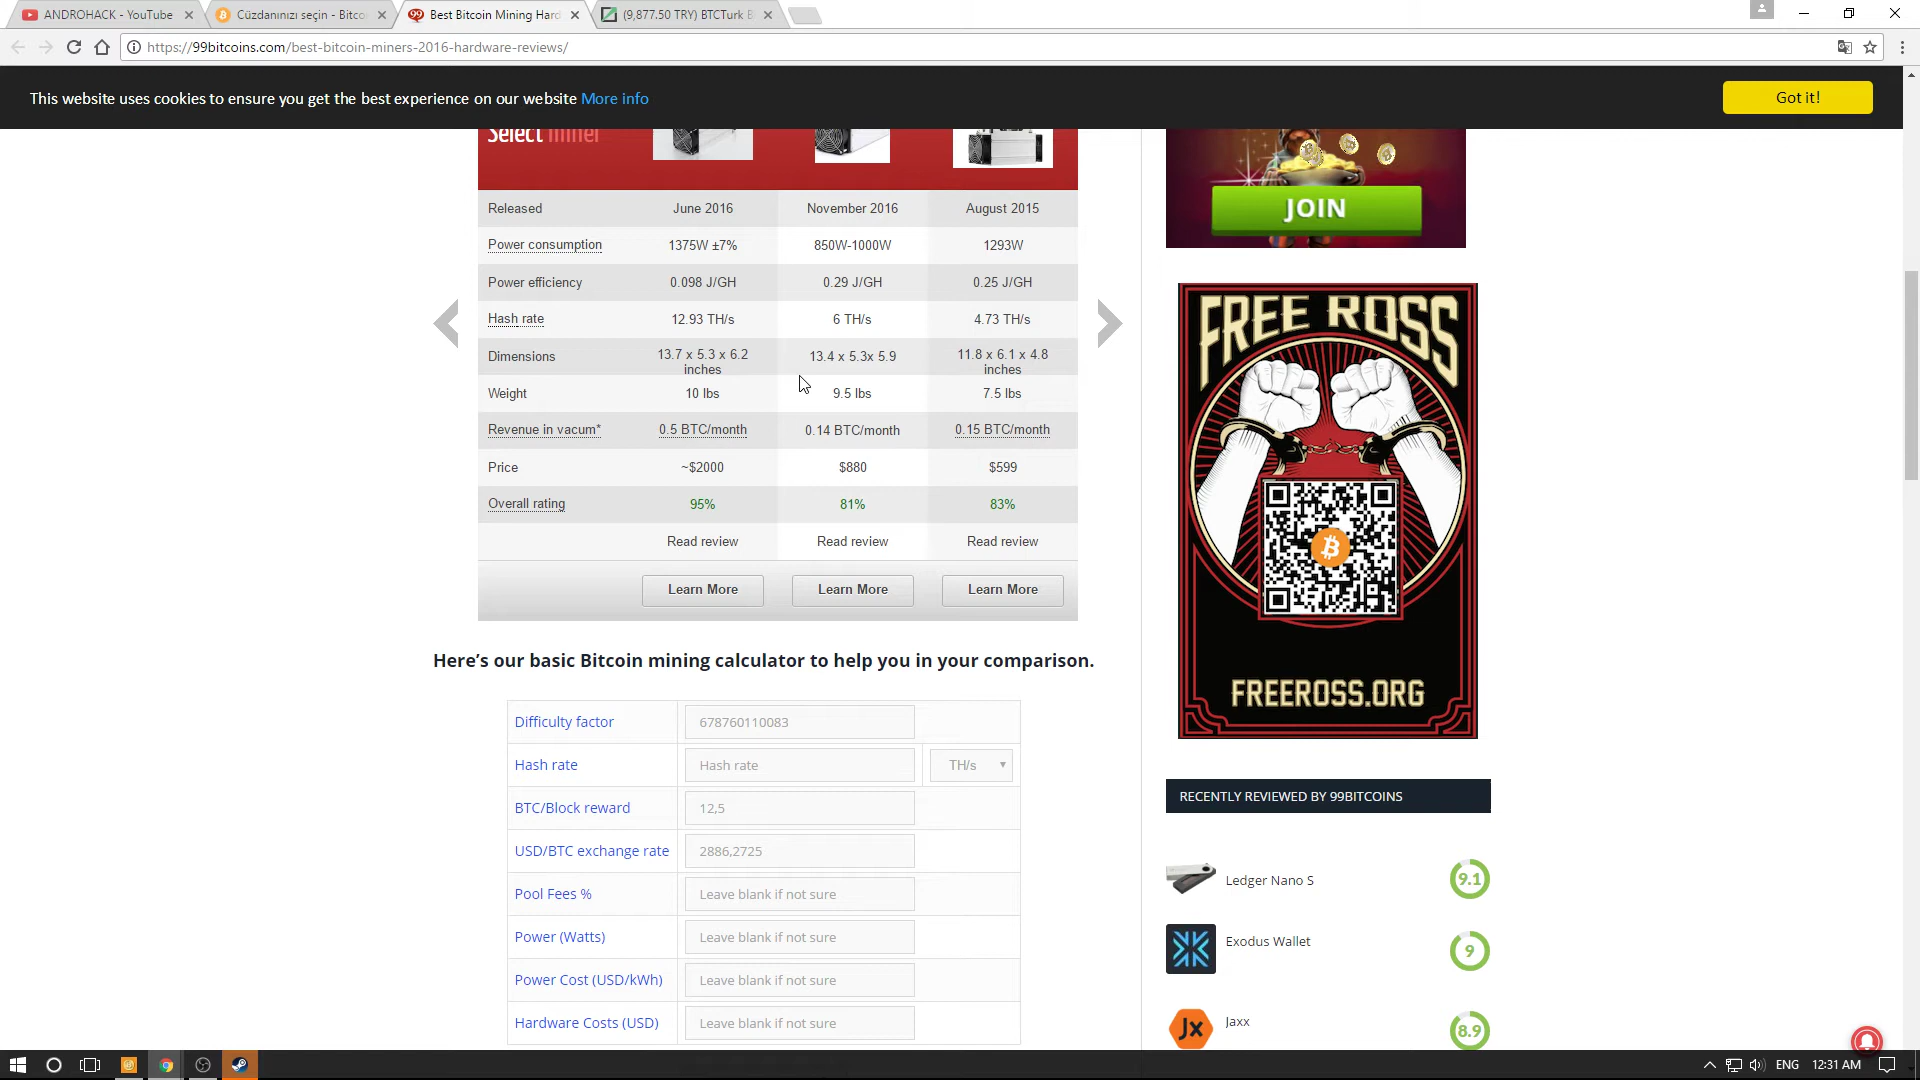 ANDROHACK - YouTube
Cüzdanınızı seçin - Bitco
Best Bitcoin Mining Hard
(9,877.50 TRY) BTCTurk B
https://99bitcoins.com/best-bitcoin-miners-2016-hardware-reviews/
This website uses cookies to ensure you get the best experience on our website More info
Got it!
Select miner
Released June 2016 November 2016 August 2015
Power consumption 1375W ±7% 850W-1000W 1293W
Power efficiency 0.098 J/GH 0.29 J/GH 0.25 J/GH
Hash rate 12.93 TH/s 6 TH/s 4.73 TH/s
Dimensions 13.7 x 5.3 x 6.2 inches 13.4 x 5.3x 5.9 11.8 x 6.1 x 4.8 inches
Weight 10 lbs 9.5 lbs 7.5 lbs
Revenue in vacum* 0.5 BTC/month 0.14 BTC/month 0.15 BTC/month
Price ~$2000 $880 $599
Overall rating 95% 81% 83%
Read review Read review Read review
Learn More Learn More Learn More
Here's our basic Bitcoin mining calculator to help you in your comparison.
Difficulty factor 678760110083
Hash rate Hash rate TH/s
BTC/Block reward 12,5
USD/BTC exchange rate 2886,2725
Pool Fees % Leave blank if not sure
Power (Watts) Leave blank if not sure
Power Cost (USD/kWh) Leave blank if not sure
Hardware Costs (USD) Leave blank if not sure
JOIN
FREE ROSS
FREEROSS.ORG
RECENTLY REVIEWED BY 99BITCOINS
Ledger Nano S 9.1
Exodus Wallet 9
Jx Jaxx 8.9
ENG 12:31 AM